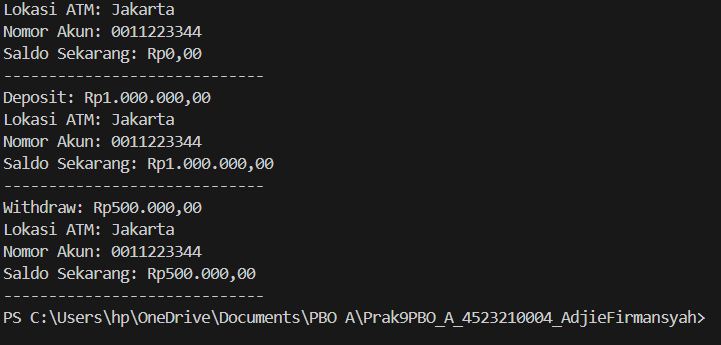 Lokasi ATM: Jakarta
Nomor Akun: 0011223344
Saldo Sekarang: Rp0,00
-----------------------------
Deposit: Rp1.000.000,00
Lokasi ATM: Jakarta
Nomor Akun: 0011223344
Saldo Sekarang: Rp1.000.000,00
-----------------------------
Withdraw: Rp500.000,00
Lokasi ATM: Jakarta
Nomor Akun: 0011223344
Saldo Sekarang: Rp500.000,00
-----------------------------
PS C:\Users\hp\OneDrive\Documents\PBO A\Prak9PBO_A_4523210004_AdjieFirmansyah>